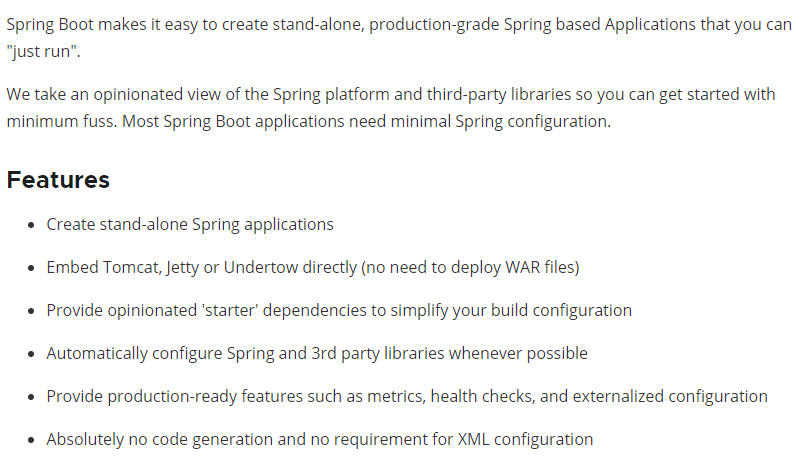 Spring Boot makes it easy to create stand-alone, production-grade Spring based Applications that you can
"just run".
We take an opinionated view of the Spring platform and third-party libraries so you can get started with
minimum fuss. Most Spring Boot applications need minimal Spring configuration.
Features
• Create stand-alone Spring applications
• Embed Tomcat, Jetty or Undertow directly (no need to deploy WAR files)
• Provide opinionated 'starter' dependencies to simplify your build configuration
• Automatically configure Spring and 3rd party libraries whenever possible
• Provide production-ready features such as metrics, health checks, and externalized configuration
• Absolutely no code generation and no requirement for XML configuration